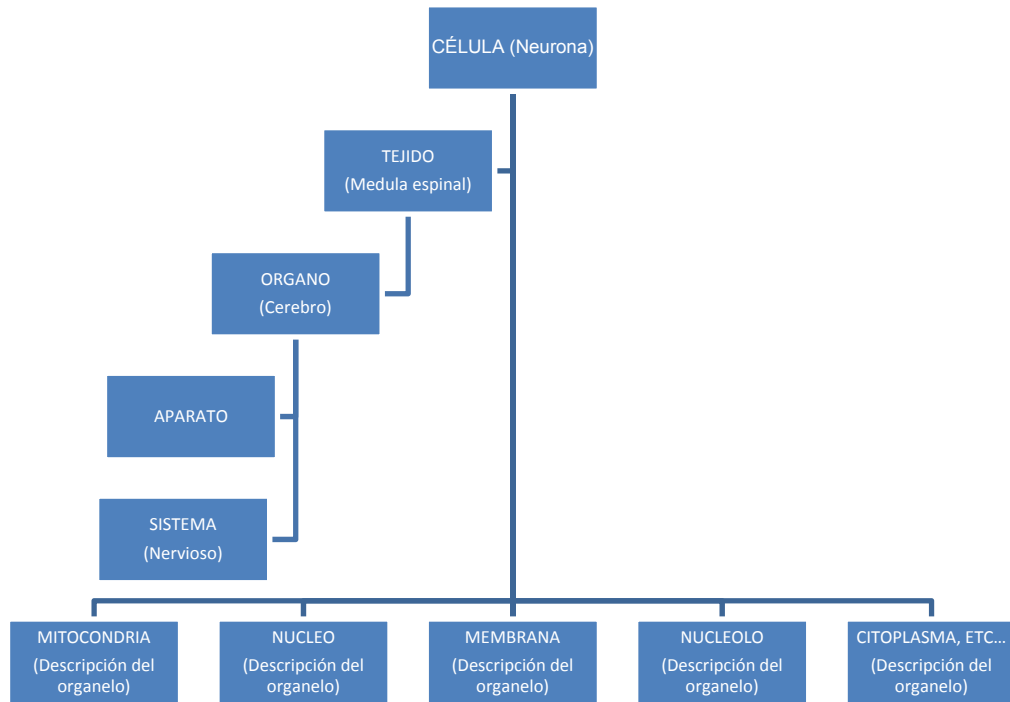 CÉLULA (Neurona)
TEJIDO
(Medula espinal)
ORGANO
(Cerebro)
APARATO
SISTEMA
(Nervioso)
MITOCONDRIA
(Descripción del
organelo)
NUCLEO
(Descripción del
organelo)
MEMBRANA
(Descripción del
organelo)
NUCLEOLO
(Descripción del
organelo)
CITOPLASMA, ETC...
(Descripción del
organelo)